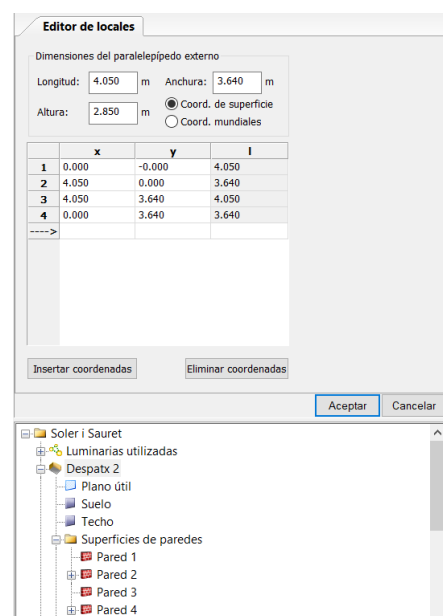 Editor de locales
Dimensiones del paralelepípedo externo
Longitud: 4.050 m Anchura: 3.640 m
Altura: 2.850 m Coord. de superficie
Coord. mundiales
x y l
1 0.000 -0.000 4.050
2 4.050 0.000 3.640
3 4.050 3.640 4.050
4 0.000 3.640 3.640
---->
Insertar coordenadas Eliminar coordenadas
Aceptar Cancelar
Soler i Sauret
Luminarias utilizadas
Despatx 2
Plano útil
Suelo
Techo
Superficies de paredes
Pared 1
Pared 2
Pared 3
Pared 4